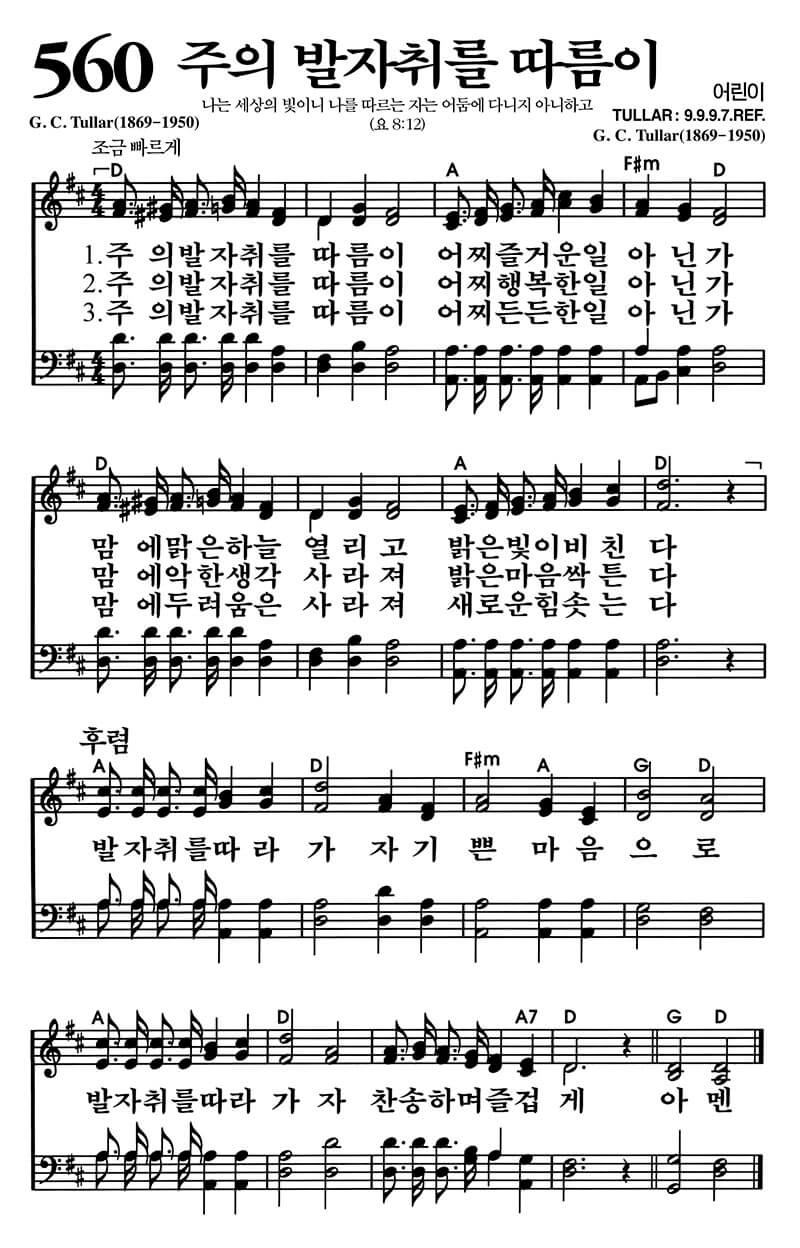 560 주의 발자취를 따름이
어린이
나는 세상의 빛이니 나를 따르는 자는 어둠에 다니지 아니하고
G. C. Tullar(1869-1950)
(요 8:12)
TULLAR : 9.9.9.7.REF.
G. C. Tullar(1869-1950)
조금 빠르게
D A F#m D
4 4
1.주 의발자취를 따름이 어찌즐거운일 아닌가
2.주 의발자취를 따름이 어찌행복한일 아닌가
3.주 의발자취를 따름이 어찌든든한일 아닌가
4 4
D A D
맘 에맑은하늘 열리고 밝은빛이비친다
맘 에악한생각 사라져 밝은마음싹튼다
맘 에두려움은 사라져 새로운힘솟는다
후렴
A D F#m A G D
발자취를따라 가자기 쁜마음으로
A D A7 D G D
발자취를따라 가자 찬송하며즐겁게 아멘